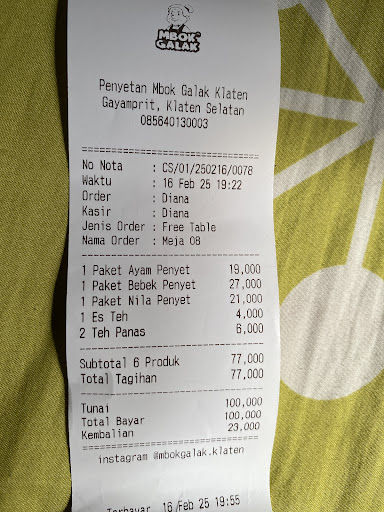 MBOK
GALAK
Penyetan Mbok Galak Klaten
Gayamprit, Klaten Selatan
085640130003
No Nota : CS/01/250216/0078
Waktu : 16 Feb 25 19:22
Order : Diana
Kasir : Diana
Jenis Order : Free Table
Nama Order : Meja 08
1 Paket Ayam Penyet 19,000
1 Paket Bebek Penyet 27,000
1 Paket Nila Penyet 21,000
1 Es Teh 4,000
2 Teh Panas 6,000
Subtotal 6 Produk 77,000
Total Tagihan 77,000
Tunai 100,000
Total Bayar 100,000
Kembalian 23,000
instagram @mbokgalak.klaten
Terbayar 16 Feb 25 19:55